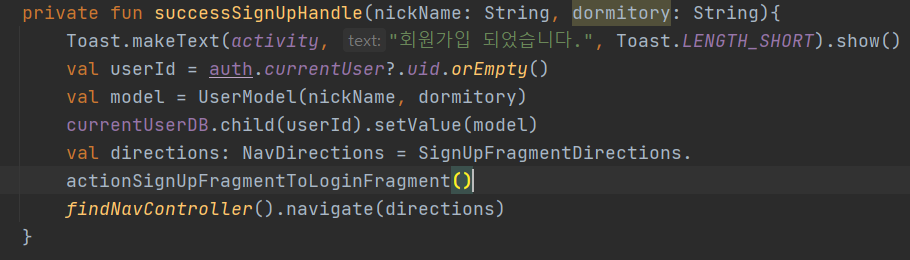 private fun successSignUpHandle(nickName: String, dormitory: String){
Toast.makeText(activity, text: "회원가입 되었습니다.", Toast.LENGTH_SHORT).show()
val userId = auth.currentUser?.uid.orEmpty()
val model = UserModel(nickName, dormitory)
currentUserDB.child(userId).setValue(model)
val directions: NavDirections = SignUpFragmentDirections.
actionSignUpFragmentToLoginFragment()
findNavController().navigate(directions)
}